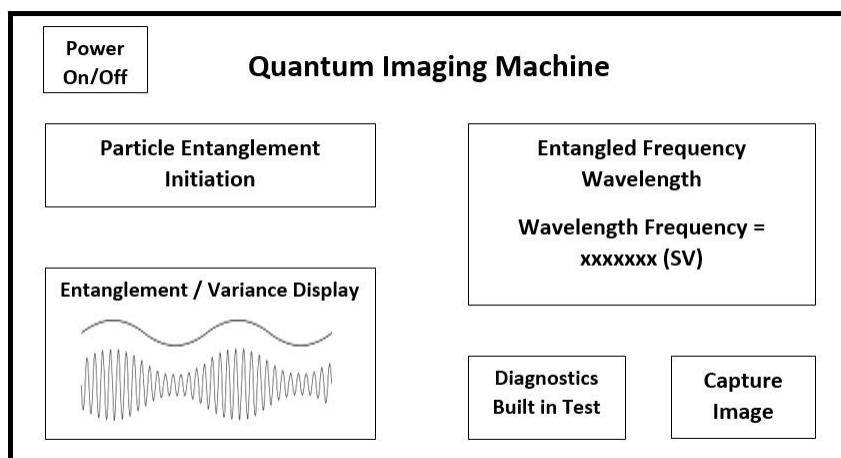 Power
On/Off
Quantum Imaging Machine
Particle Entanglement
Initiation
Entangled Frequency
Wavelength
Wavelength Frequency =
xxxxxxx (SV)
Entanglement / Variance Display
Diagnostics
Built in Test
Capture
Image